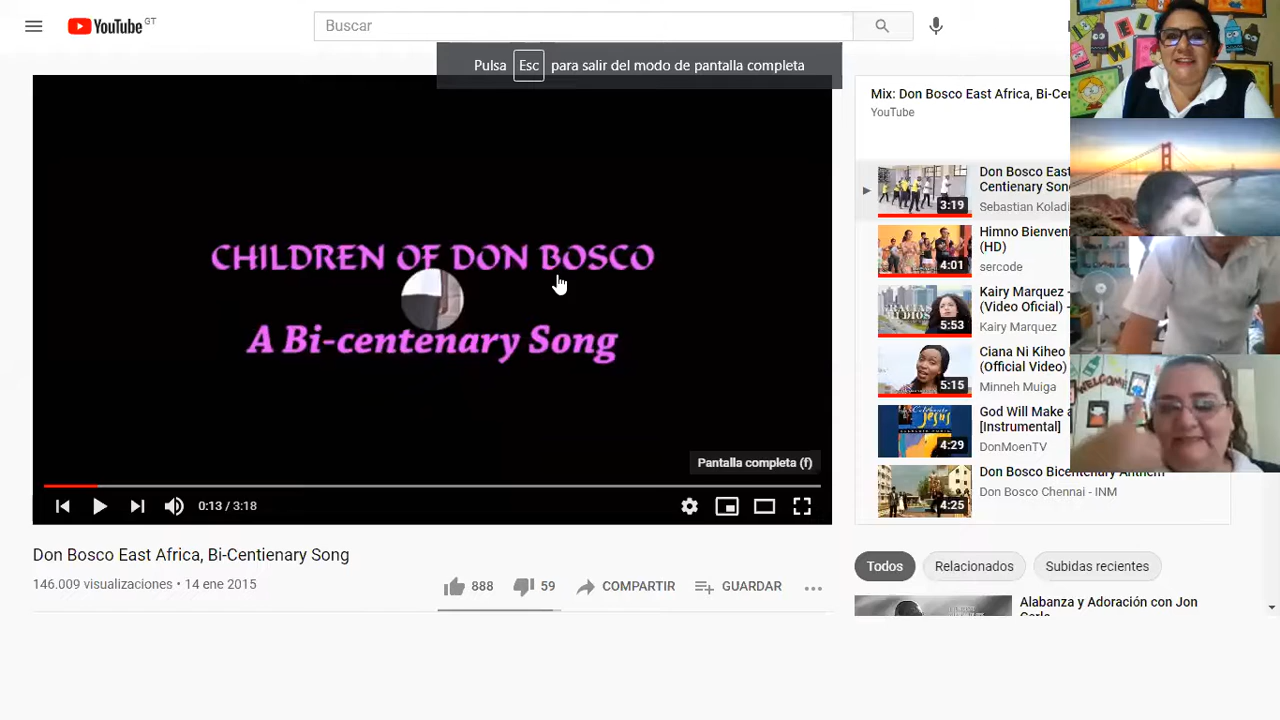 YouTube GT
Buscar
Pulsa Esc para salir del modo de pantalla completa
CHILDREN OF DON BOSCO
A Bi-centenary Song
Pantalla completa (f)
0:13 / 3:18
Don Bosco East Africa, Bi-Centienary Song
146.009 visualizaciones • 14 ene 2015
888
59
COMPARTIR
GUARDAR
Mix: Don Bosco East Africa, Bi-Ce
YouTube
3:19
Don Bosco East
Centienary Son
Sebastian Kolad
4:01
Himno Bienveni
(HD)
sercode
GRACIAS
5:53
Kairy Marquez -
(Video Oficial) -
Kairy Marquez
5:15
Ciana Ni Kiheo
(Official Video)
Minneh Muiga
4:29
God Will Make a
[Instrumental]
DonMoenTV
4:25
Don Bosco Bicentenary Anthem
Don Bosco Chennai - INM
Todos
Relacionados
Subidas recientes
Alabanza y Adoración con Jon
Carlo
WELCOME